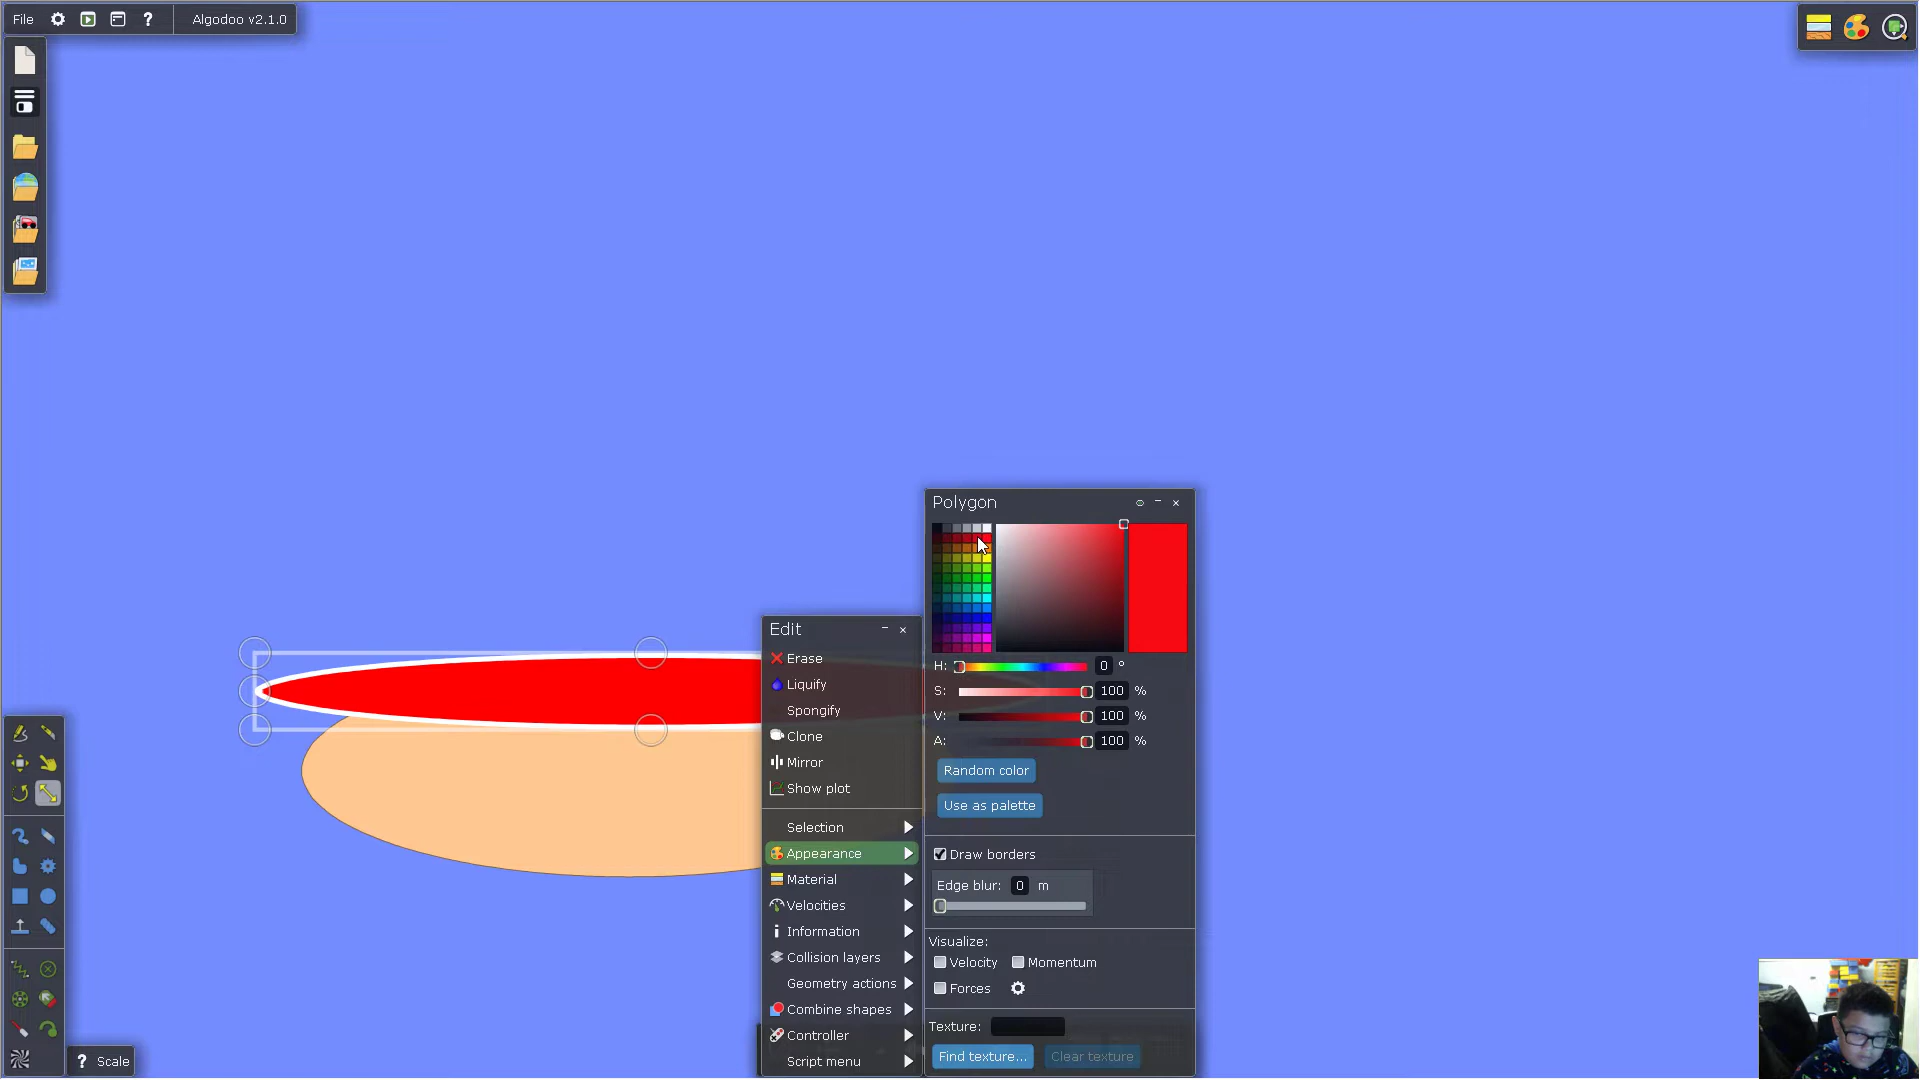 File ? Algodoo v2.1.0
Polygon
Edit
Erase
Liquify
Spongify
Clone
Mirror
Show plot
Selection
Appearance
Material
Velocities
Information
Collision layers
Geometry actions
Combine shapes
Controller
Script menu
H: 0 °
S: 100 %
V: 100 %
A: 100 %
Random color
Use as palette
Draw borders
Edge blur: 0 m
Visualize:
Velocity Momentum
Forces
Texture:
Find texture... Clear texture
? Scale